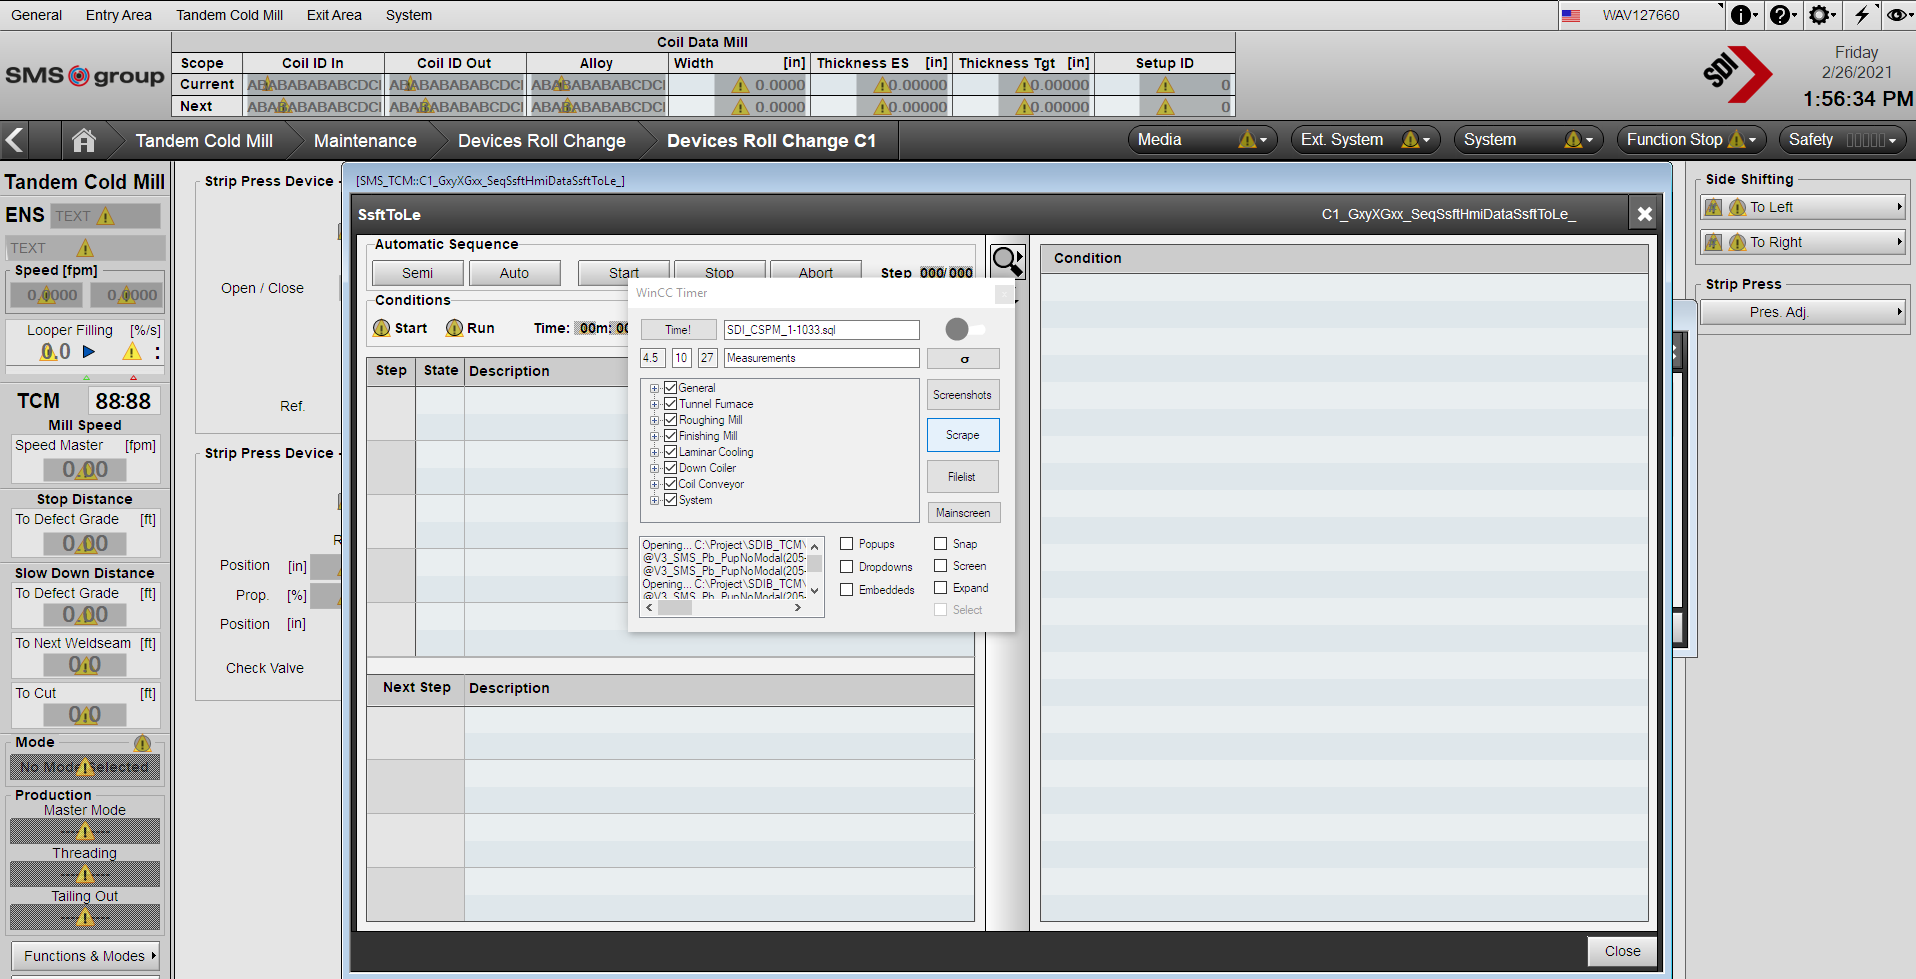 General Entry Area Tandem Cold Mill Exit Area System WAV127660
SMS group
Coil Data Mill
Scope Coil ID In Coil ID Out Alloy Width [in] Thickness ES [in] Thickness Tgt [in] Setup ID
Current ABABABABABCDCI ABABABABABCDCI ABABABABABCDCI 0.0000 0.00000 0.00000 0
Next ABABABABABCDCI ABABABABABCDCI ABABABABABCDCI 0.0000 0.00000 0.00000 0
SDI
Friday
2/26/2021
1:56:34 PM
Tandem Cold Mill Maintenance Devices Roll Change Devices Roll Change C1 Media Ext. System System Function Stop Safety
Tandem Cold Mill
ENS TEXT
TEXT
Speed [fpm]
0.0000 0.0000
Looper Filling [%/s]
0.0 :
TCM 88:88
Mill Speed
Speed Master [fpm]
0.00
Stop Distance
To Defect Grade [ft]
0.00
Slow Down Distance
To Defect Grade [ft]
0.00
To Next Weldseam [ft]
0.0
To Cut [ft]
0.0
Mode
No Mode Selected
Production
Master Mode
Threading
Tailing Out
Functions & Modes
Strip Press Device -
Open / Close
Ref.
Strip Press Device -
R
Position [in]
Prop. [%]
Position [in]
Check Valve
[SMS_TCM::C1_GxyXGxx_SeqSsftHmiDataSsftToLe_]
SsftToLe C1_GxyXGxx_SeqSsftHmiDataSsftToLe_
Automatic Sequence
Semi Auto Start Stop Abort Step 000/000
Conditions
Start Run Time: 00m: 00
Step State Description
Next Step Description
Condition
Close
WinCC Timer
Time! SDI_CSPM_1-1033.sql
4.5 10 27 Measurements σ
General
Tunnel Furnace
Roughing Mill
Finishing Mill
Laminar Cooling
Down Coiler
Coil Conveyor
System
Screenshots
Scrape
Filelist
Mainscreen
Opening... C:\Project\SDIB_TCM\
@V3_SMS_Pb_PupNoModal(205-
@V3_SMS_Pb_PupNoModal(205-
Opening... C:\Project\SDIB_TCM\
@V3_SMS_Pb_PupNoModal(205-
Popups Snap
Dropdowns Screen
Embeddeds Expand
Select
Side Shifting
To Left
To Right
Strip Press
Pres. Adj.